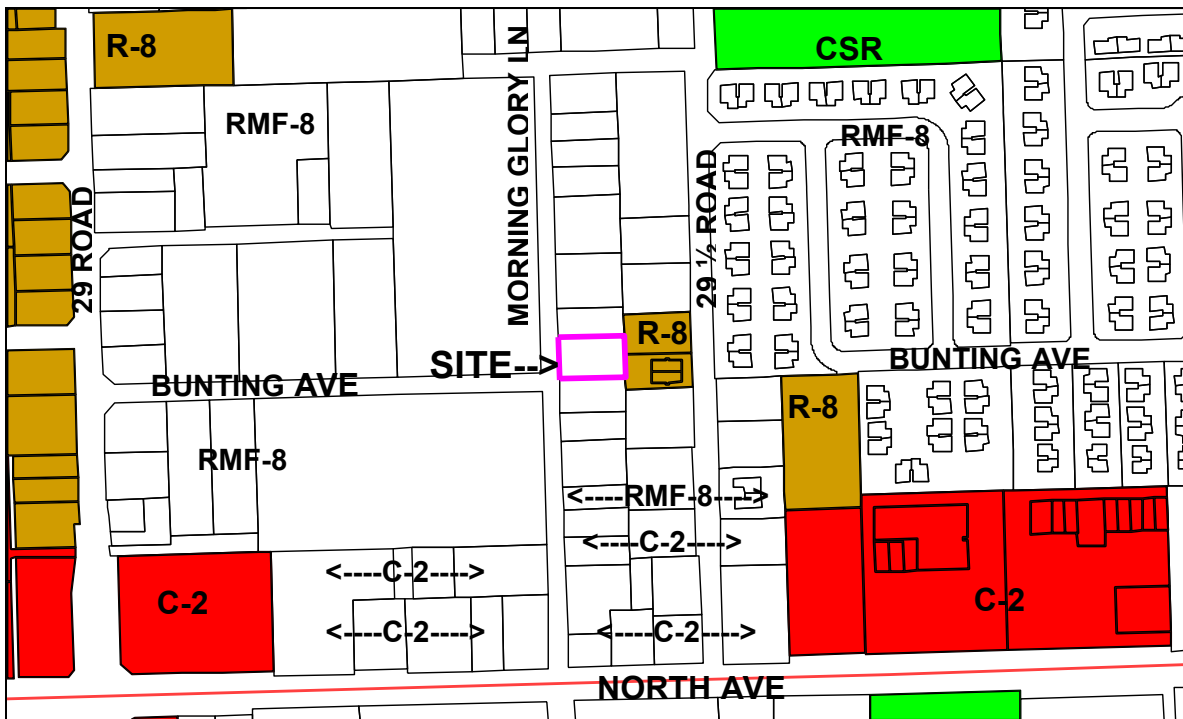 R-8
CSR
MORNING GLORY LN
RMF-8
RMF-8
29 ROAD
29 ½ ROAD
R-8
SITE-->
BUNTING AVE
BUNTING AVE
R-8
RMF-8
<----RMF-8---->
<----C-2---->
<----C-2---->
C-2
C-2
<----C-2---->
<----C-2---->
NORTH AVE